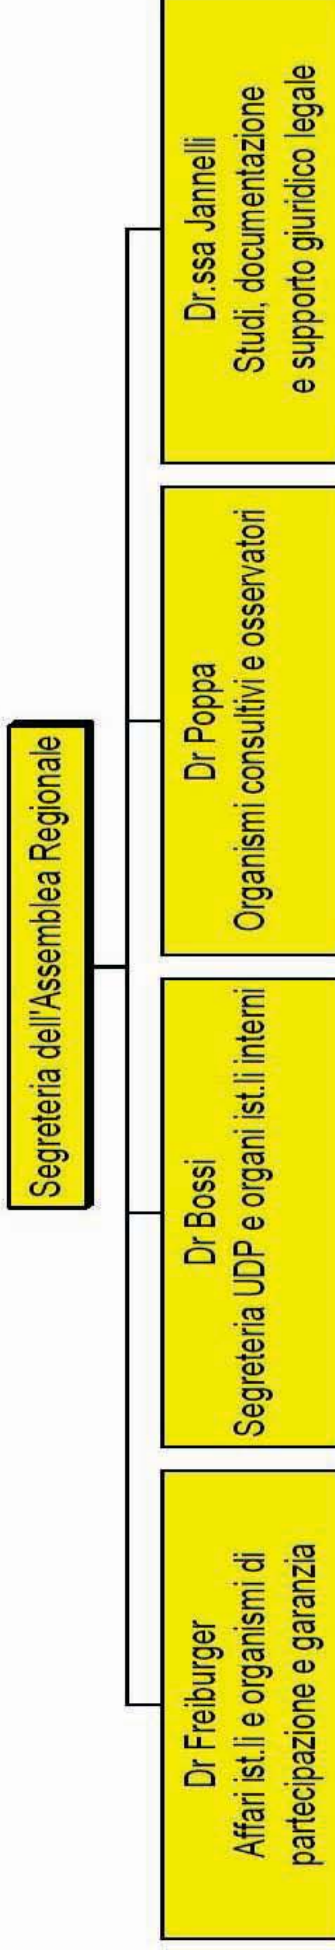 Segreteria dell'Assemblea Regionale
Dr Freiburger
Affari ist.li e organismi di
partecipazione e garanzia
Dr Bossi
Segreteria UDP e organi ist.li interni
Dr Poppa
Organismi consultivi e osservatori
Dr.ssa Jannelli
Studi, documentazione
e supporto giuridico legale